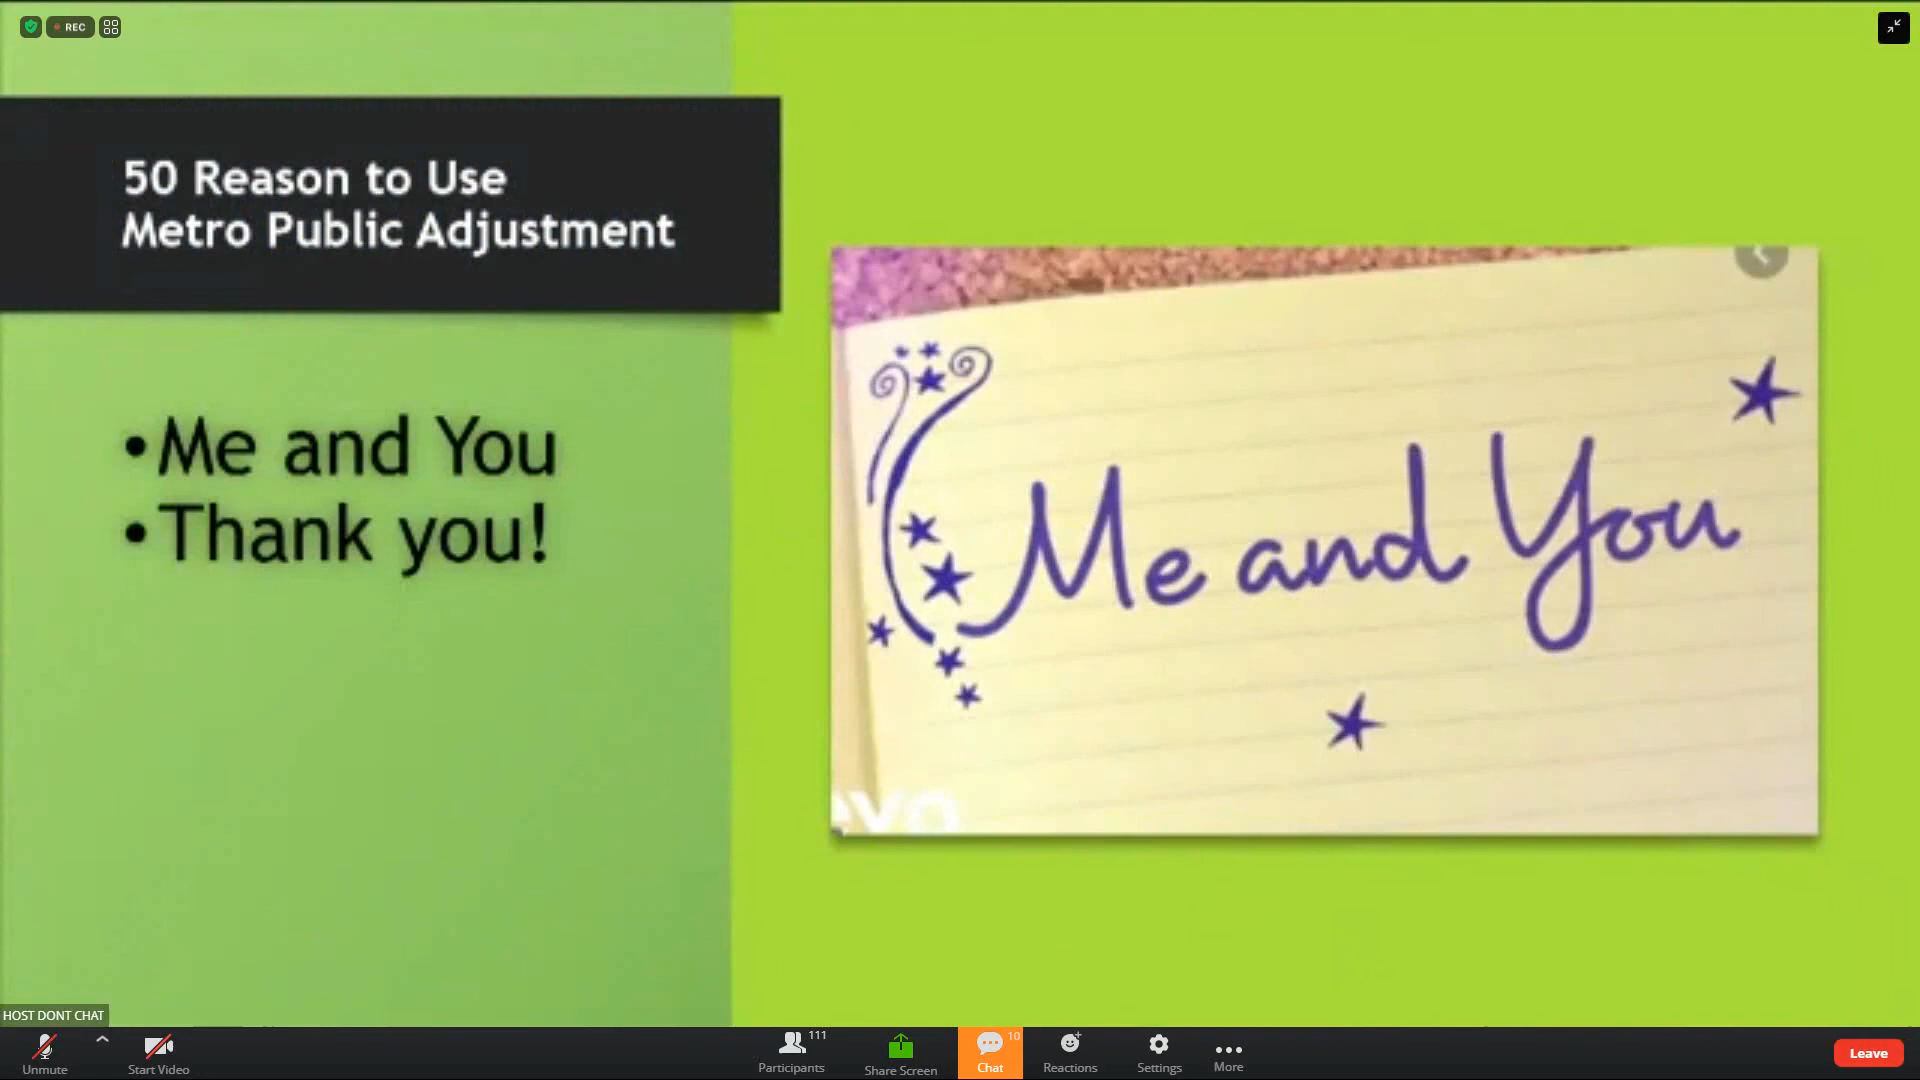 REC
50 Reason to Use
Metro Public Adjustment
•Me and You
•Thank you!
Me and You
HOST DONT CHAT
Unmute
Start Video
111
Participants
Share Screen
10
Chat
Reactions
Settings
More
Leave